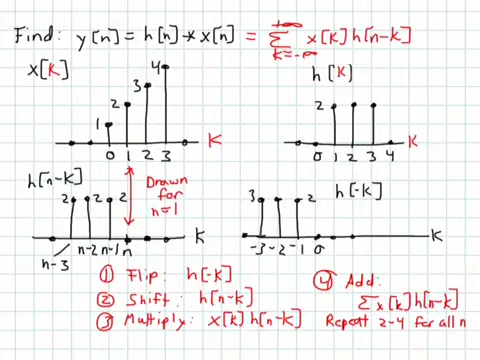 Find: y[n] = h[n] * x[n] = ∑ x[k] h[n-k]
+∞
k=-∞
x[k]
1 2 3 4
0 1 2 3 k
h[k]
2
0 1 2 3 4 k
h[n-k]
2 2 2
n-3 n-2 n-1 n k
Drawn
for
n=1
h[-k]
3 2
-3 -2 -1 0 k
① Flip: h[-k]
② Shift: h[n-k]
③ Multiply: x[k] h[n-k]
④ Add:
∑ x[k] h[n-k]
Repeat 2-4 for all n